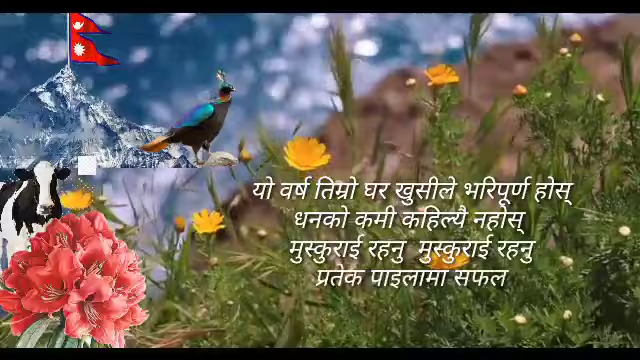 यो वर्ष तिम्रो घर खुसीले भरिपूर्ण होस्
धनको कमी कहिल्यै नहोस्
मुस्कुराई रहनु मुस्कुराई रहनु
प्रतेक पाइलामा सफल